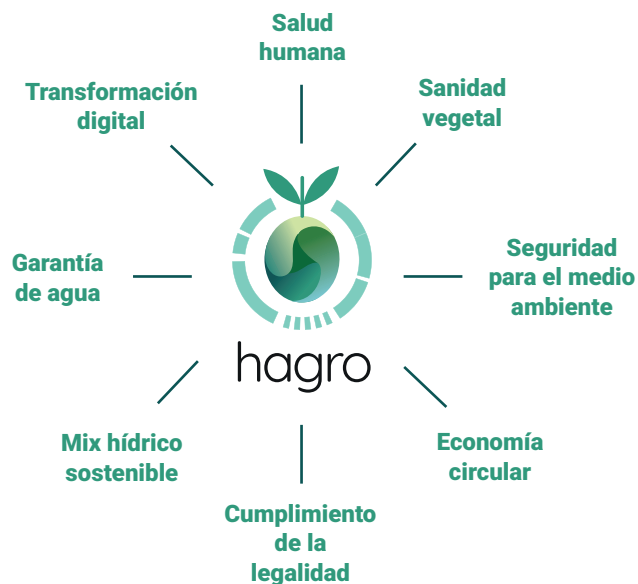 Salud
humana
Sanidad
vegetal
Seguridad
para el medio
ambiente
Economía
circular
Cumplimiento
de la
legalidad
Mix hídrico
sostenible
Garantía
de agua
Transformación
digital
hagro